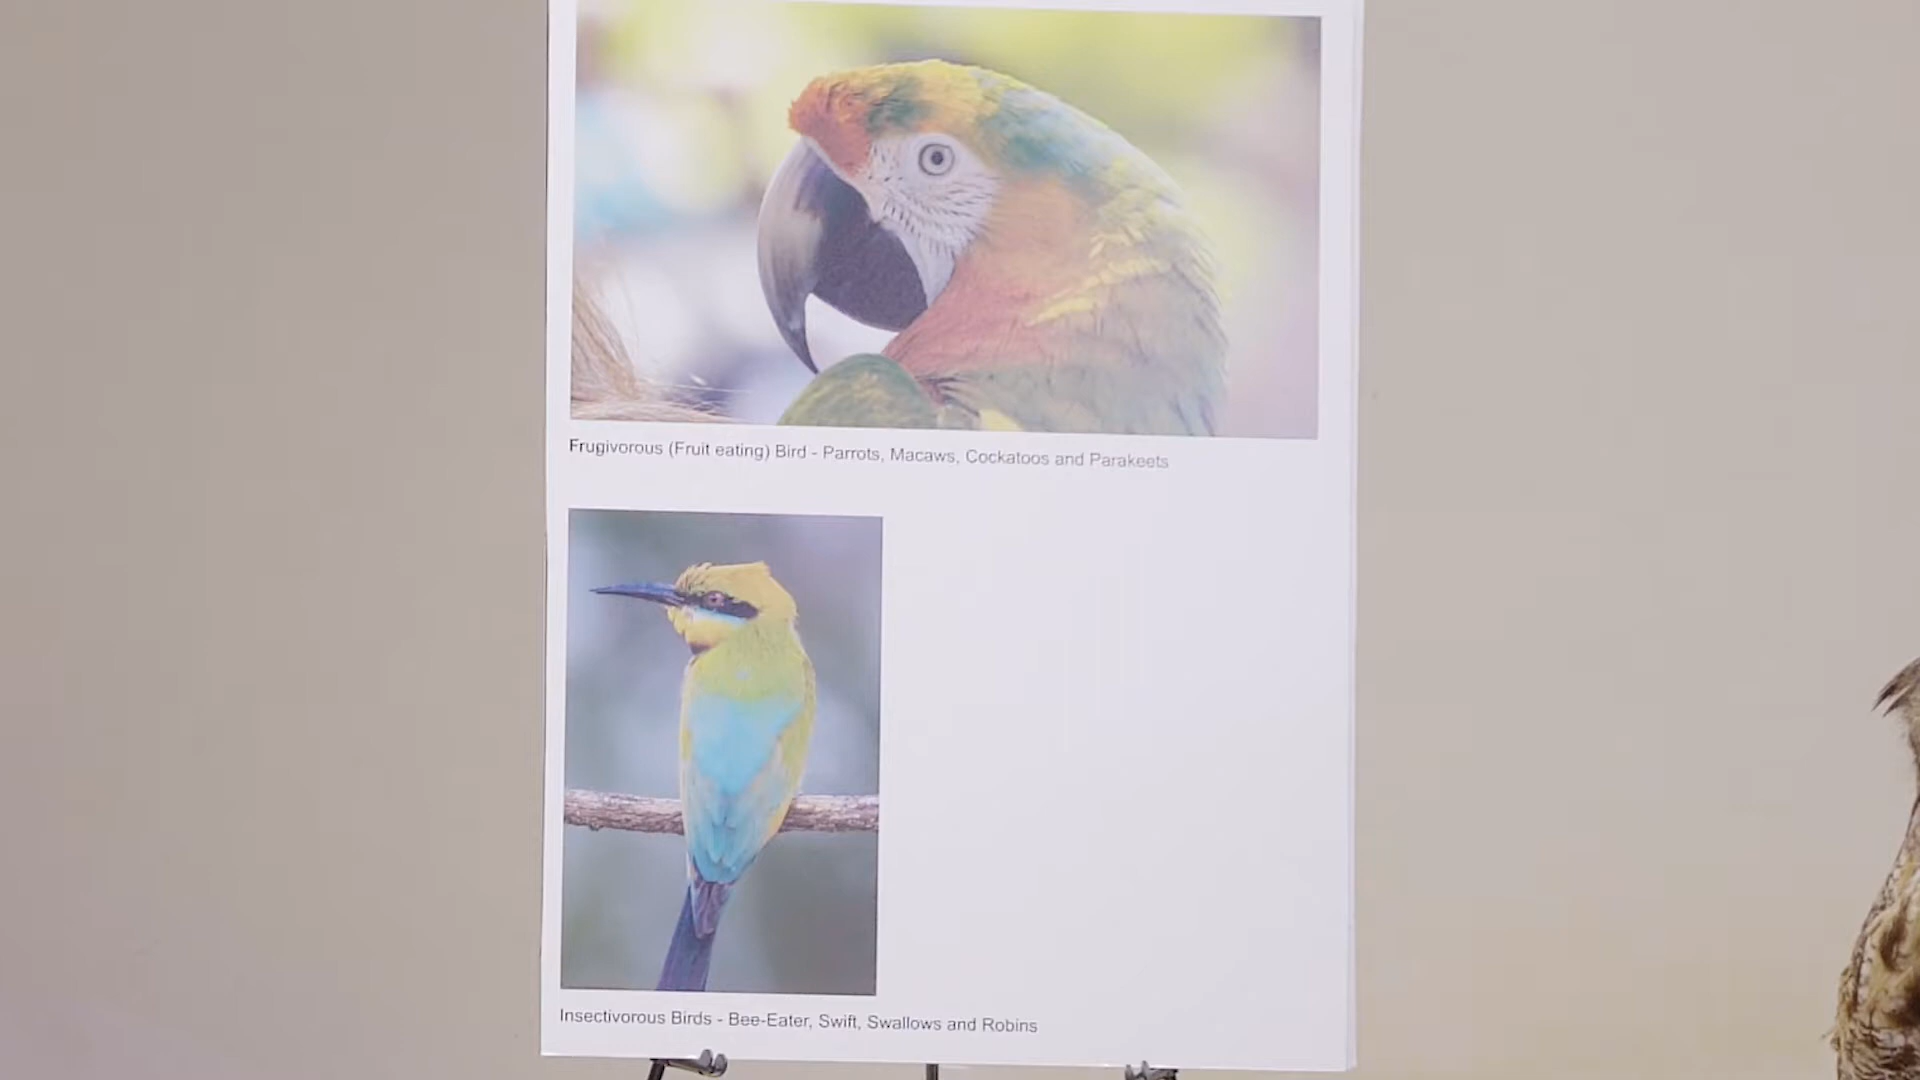 Frugivorous (Fruit eating) Bird - Parrots, Macaws, Cockatoos and Parakeets
Insectivorous Birds - Bee-Eater, Swift, Swallows and Robins